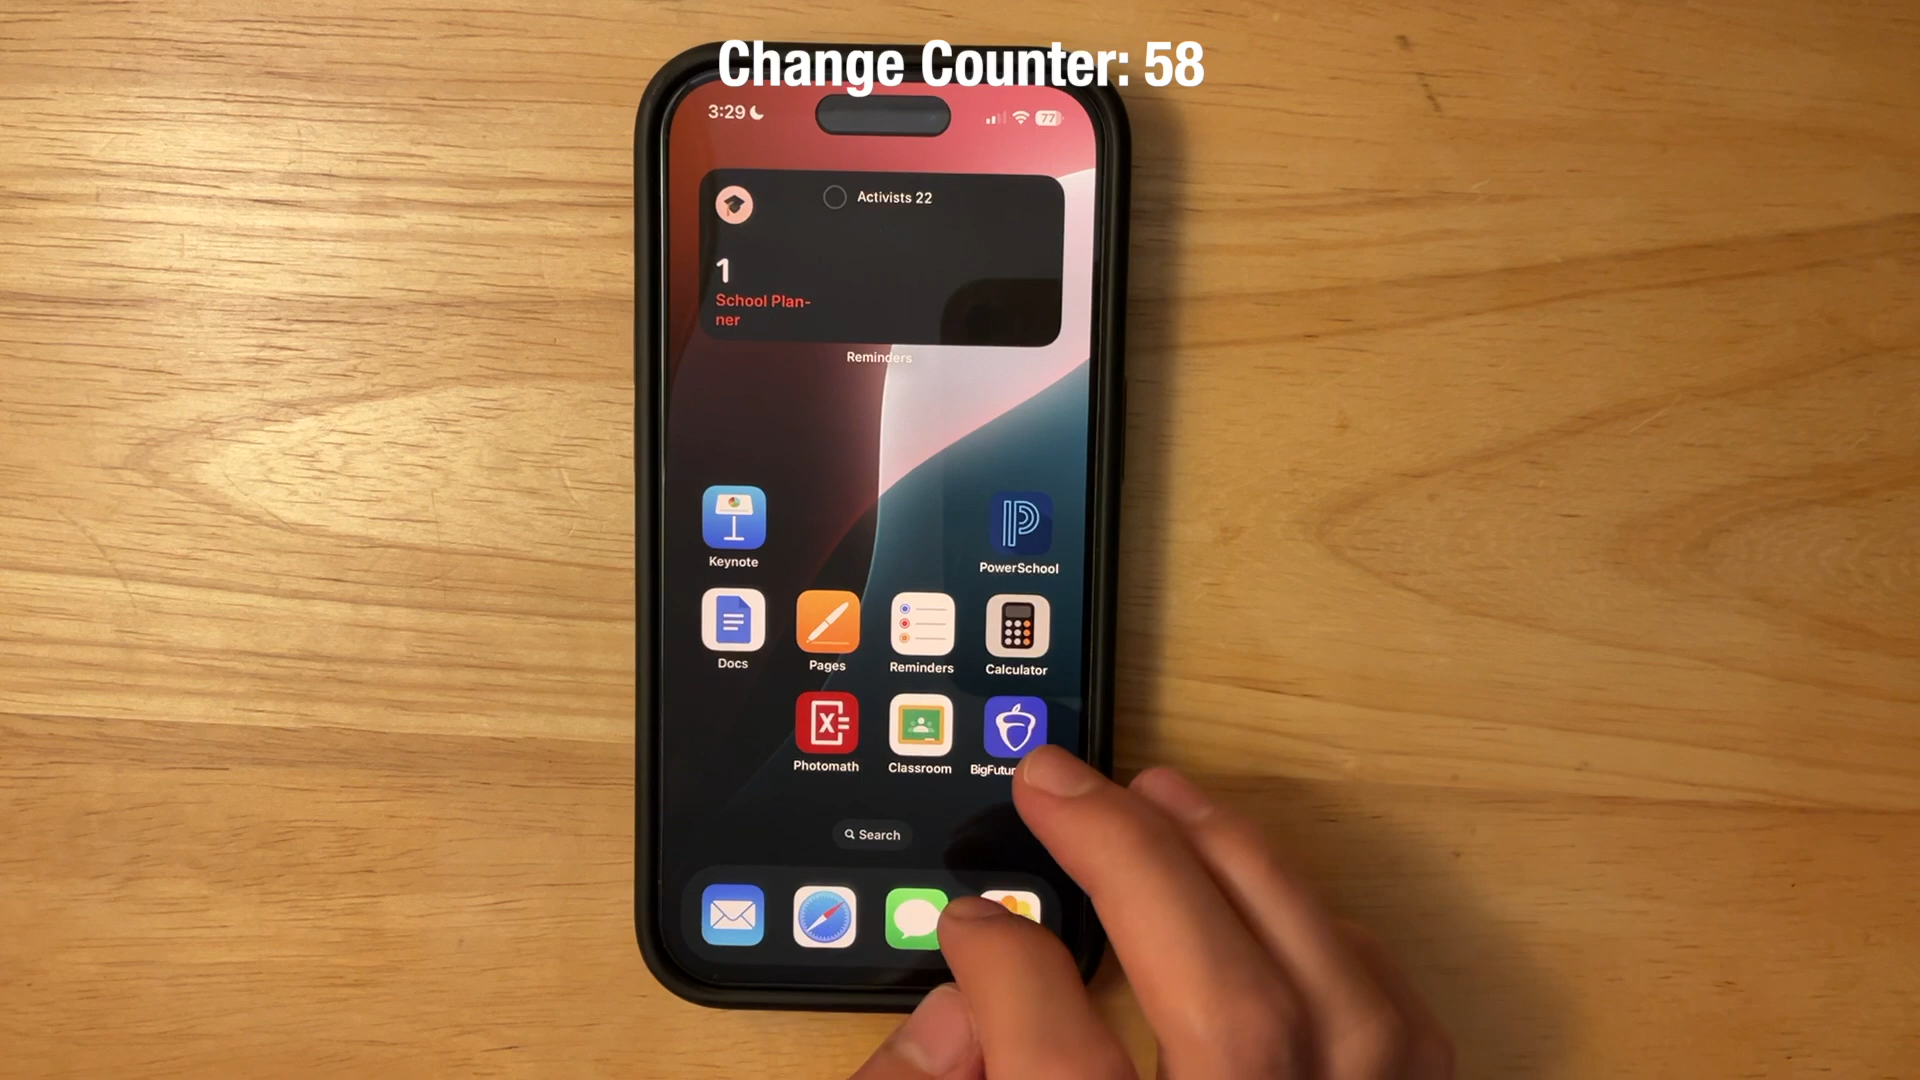 Change Counter: 58
3:29
77
Activists 22
1
School Plan-
ner
Reminders
Keynote
PowerSchool
Docs
Pages
Reminders
Calculator
Photomath
Classroom
Search